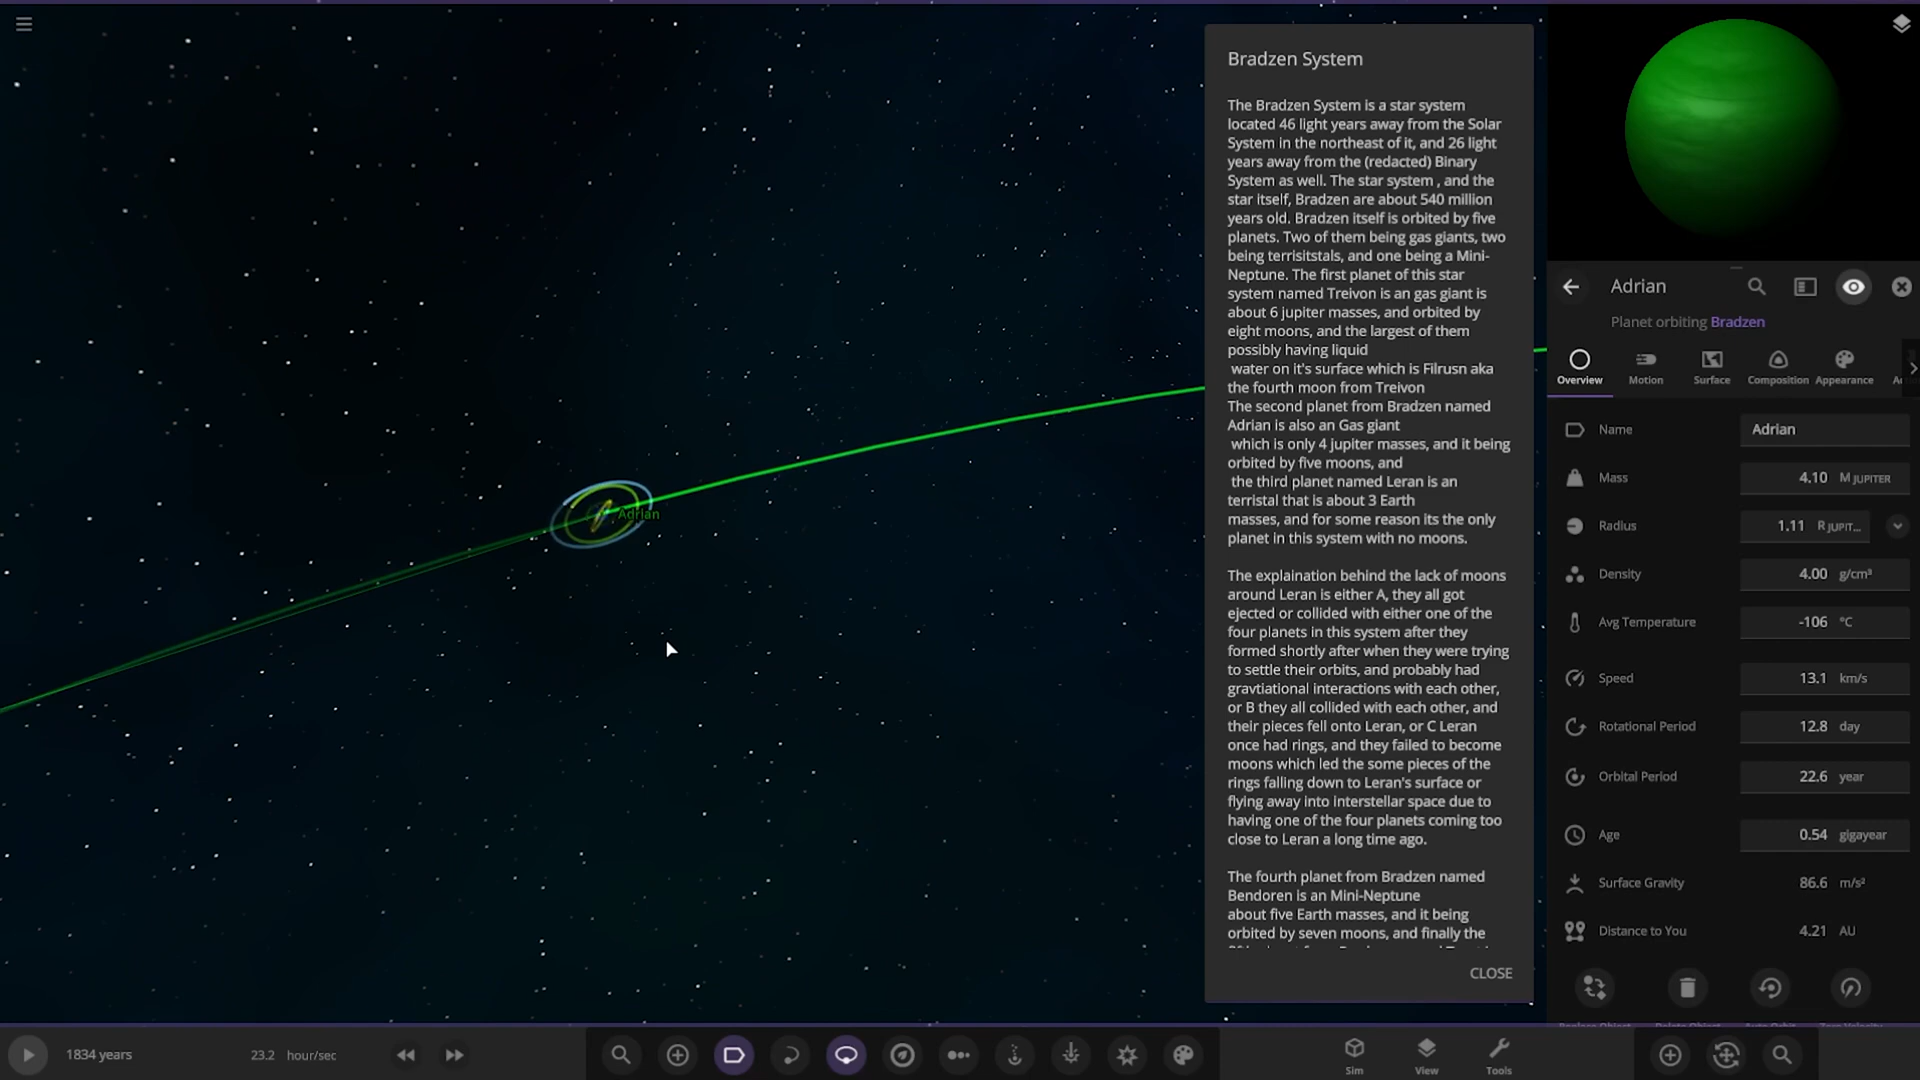 Bradzen System
The Bradzen System is a star system
located 46 light years away from the Solar
System in the northeast of it, and 26 light
years away from the (redacted) Binary
System as well. The star system , and the
star itself, Bradzen are about 540 million
years old. Bradzen itself is orbited by five
planets. Two of them being gas giants, two
being terrisitstals, and one being a Mini-
Neptune. The first planet of this star
system named Treivon is an gas giant is
about 6 jupiter masses, and orbited by
eight moons, and the largest of them
possibly having liquid
water on it's surface which is Filrusn aka
the fourth moon from Treivon
The second planet from Bradzen named
Adrian is also an Gas giant
which is only 4 jupiter masses, and it being
orbited by five moons, and
the third planet named Leran is an
terristal that is about 3 Earth
masses, and for some reason its the only
planet in this system with no moons.
The explaination behind the lack of moons
around Leran is either A, they all got
ejected or collided with either one of the
four planets in this system after they
formed shortly after when they were trying
to settle their orbits, and probably had
gravtiational interactions with each other,
or B they all collided with each other, and
their pieces fell onto Leran, or C Leran
once had rings, and they failed to become
moons which led the some pieces of the
rings falling down to Leran's surface or
flying away into interstellar space due to
having one of the four planets coming too
close to Leran a long time ago.
The fourth planet from Bradzen named
Bendoren is an Mini-Neptune
about five Earth masses, and it being
orbited by seven moons, and finally the
CLOSE
Adrian
Adrian
Planet orbiting Bradzen
Overview Motion Surface Composition Appearance
Name Adrian
Mass 4.10 M JUPITER
Radius 1.11 R JUPIT...
Density 4.00 g/cm³
Avg Temperature -106 °C
Speed 13.1 km/s
Rotational Period 12.8 day
Orbital Period 22.6 year
Age 0.54 gigayear
Surface Gravity 86.6 m/s²
Distance to You 4.21 AU
1834 years 23.2 hour/sec
Sim View Tools